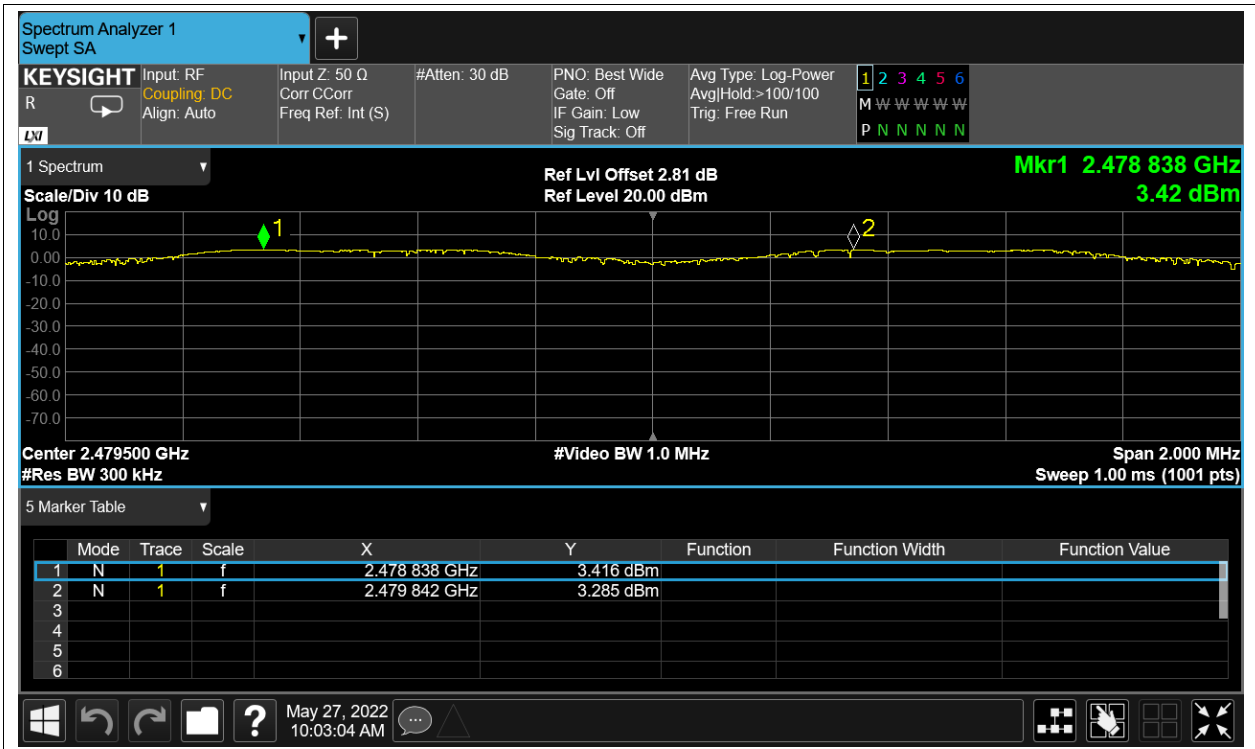 Spectrum Analyzer 1
Swept SA
KEYSIGHT Input: RF Input Z: 50 Ω #Atten: 30 dB PNO: Best Wide Avg Type: Log-Power 1 2 3 4 5 6
R Coupling: DC Corr CCorr Gate: Off Avg|Hold:>100/100
Align: Auto Freq Ref: Int (S) IF Gain: Low Trig: Free Run M W W W W W
LXI Sig Track: Off P N N N N N
1 Spectrum Ref Lvl Offset 2.81 dB Mkr1 2.478 838 GHz
Scale/Div 10 dB Ref Level 20.00 dBm 3.42 dBm
Log
10.0 1 2
0.00
-10.0
-20.0
-30.0
-40.0
-50.0
-60.0
-70.0
Center 2.479500 GHz #Video BW 1.0 MHz Span 2.000 MHz
#Res BW 300 kHz Sweep 1.00 ms (1001 pts)
5 Marker Table
Mode Trace Scale X Y Function Function Width Function Value
1 N 1 f 2.478 838 GHz 3.416 dBm
2 N 1 f 2.479 842 GHz 3.285 dBm
3
4
5
6
? May 27, 2022
10:03:04 AM